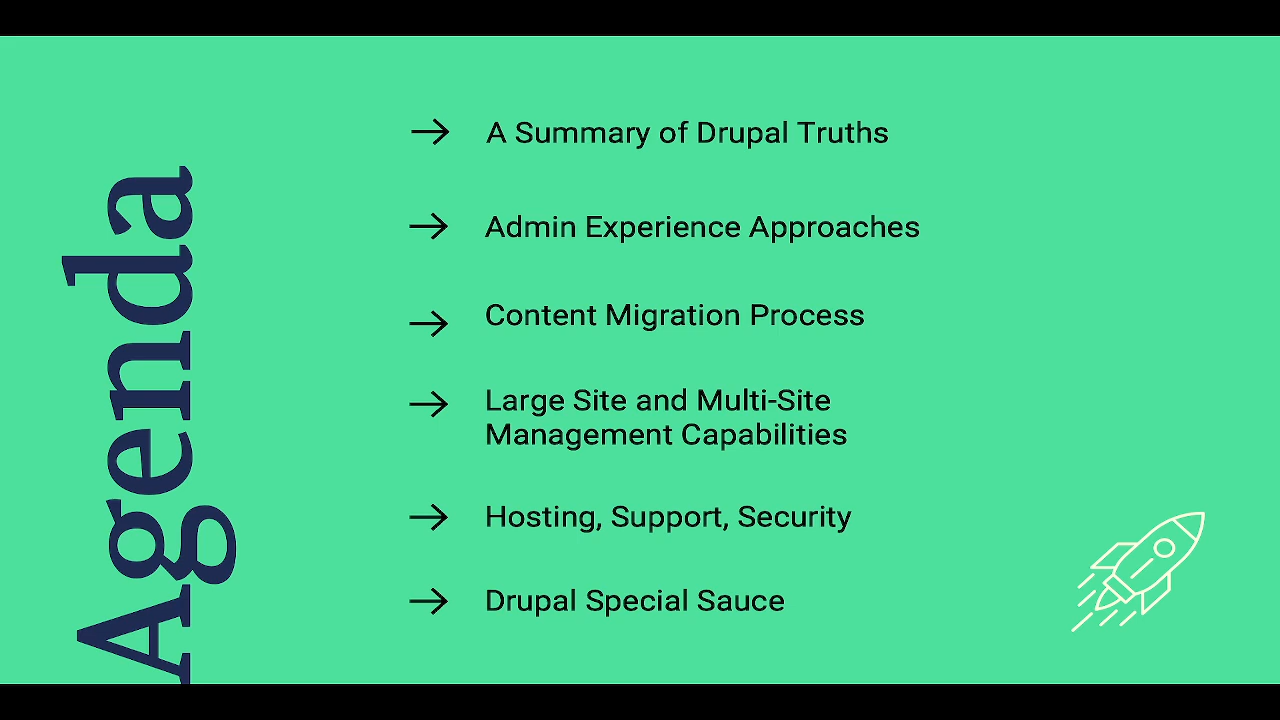 Agenda
A Summary of Drupal Truths
Admin Experience Approaches
Content Migration Process
Large Site and Multi-Site
Management Capabilities
Hosting, Support, Security
Drupal Special Sauce